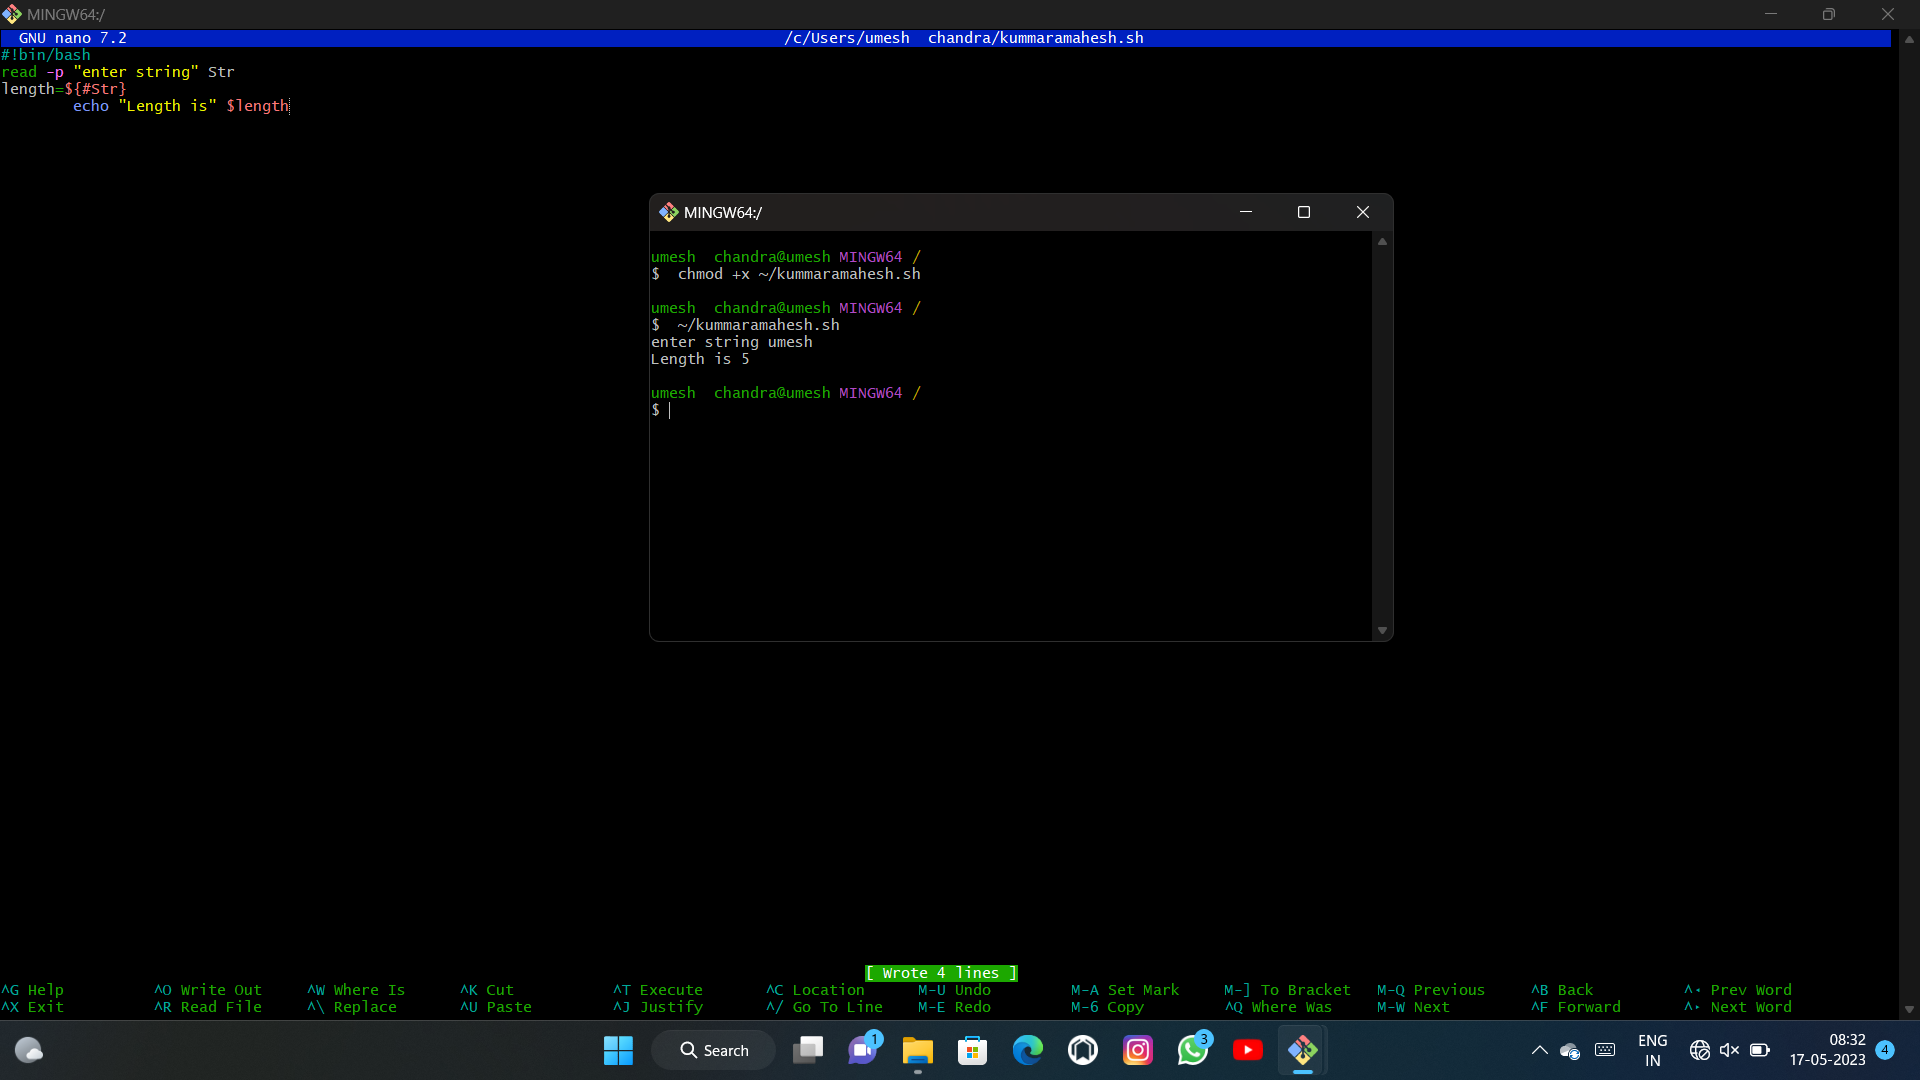 MINGW64:/
GNU nano 7.2 /c/Users/umesh  chandra/kummaramahesh.sh
#!bin/bash
read -p "enter string" Str
length=${#Str}
        echo "Length is" $length
MINGW64:/
umesh  chandra@umesh MINGW64 /
$  chmod +x ~/kummaramahesh.sh
umesh  chandra@umesh MINGW64 /
$  ~/kummaramahesh.sh
enter string umesh
Length is 5
umesh  chandra@umesh MINGW64 /
$
[ Wrote 4 lines ]
^G Help ^O Write Out ^W Where Is ^K Cut ^T Execute ^C Location M-U Undo M-A Set Mark M-] To Bracket M-Q Previous ^B Back ^◂ Prev Word
^X Exit ^R Read File ^\ Replace ^U Paste ^J Justify ^/ Go To Line M-E Redo M-6 Copy ^Q Where Was M-W Next ^F Forward ^▸ Next Word
Search 1 3 ENG 08:32 4
IN 17-05-2023